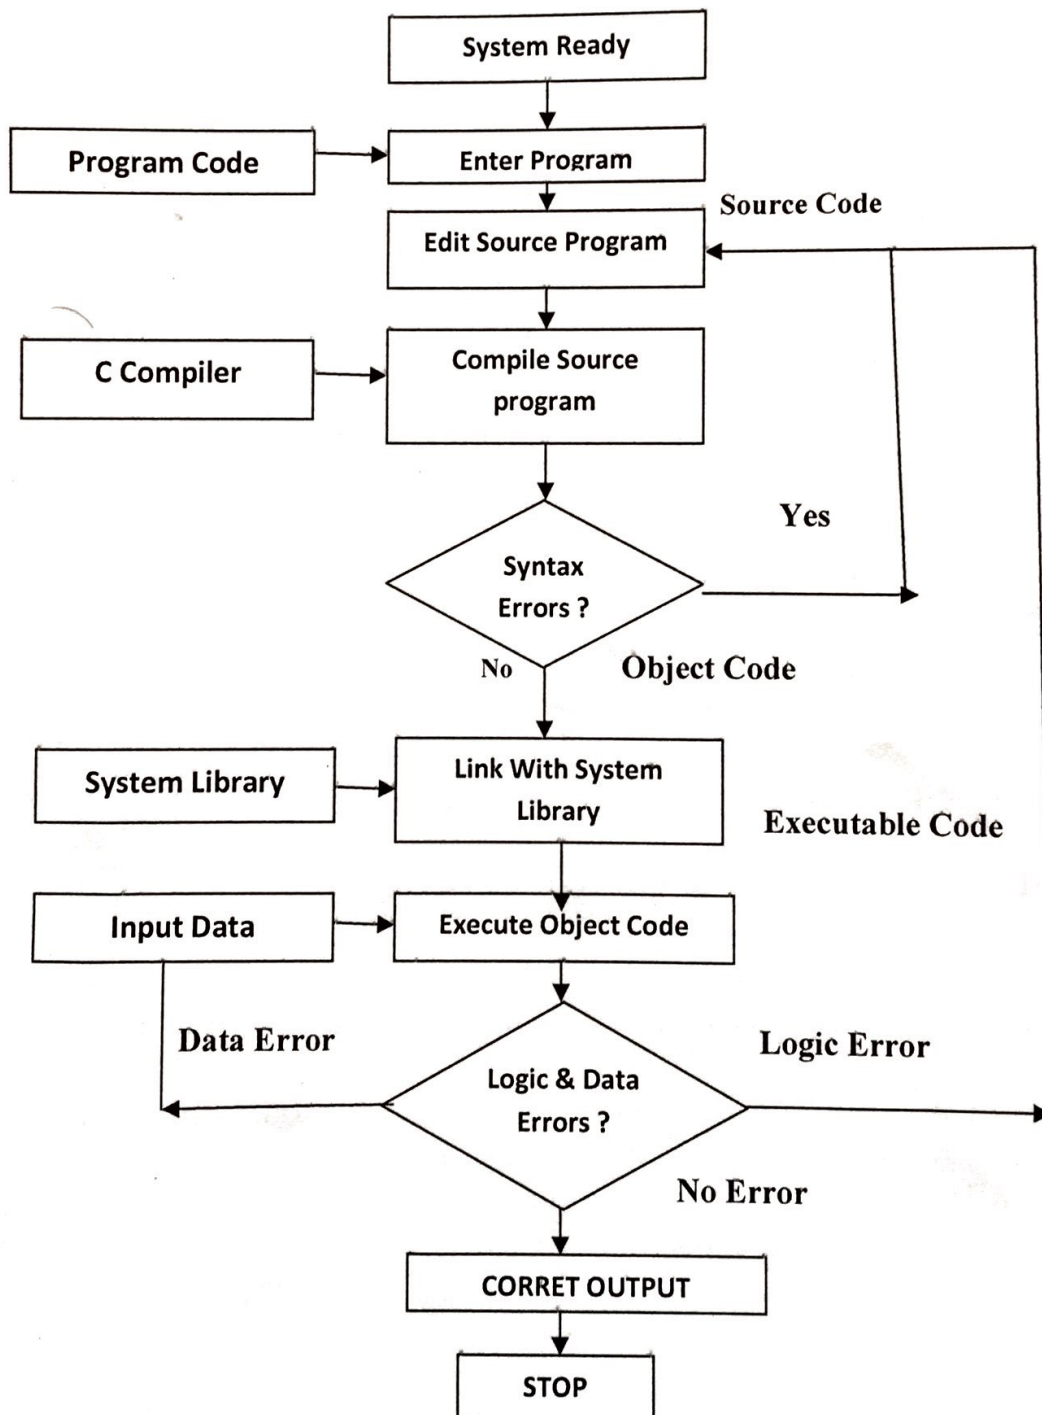 System Ready
Program Code
Enter Program
Source Code
Edit Source Program
C Compiler
Compile Source
program
Yes
Syntax
Errors ?
No
Object Code
System Library
Link With System
Library
Executable Code
Input Data
Execute Object Code
Data Error
Logic Error
Logic & Data
Errors ?
No Error
CORRET OUTPUT
STOP